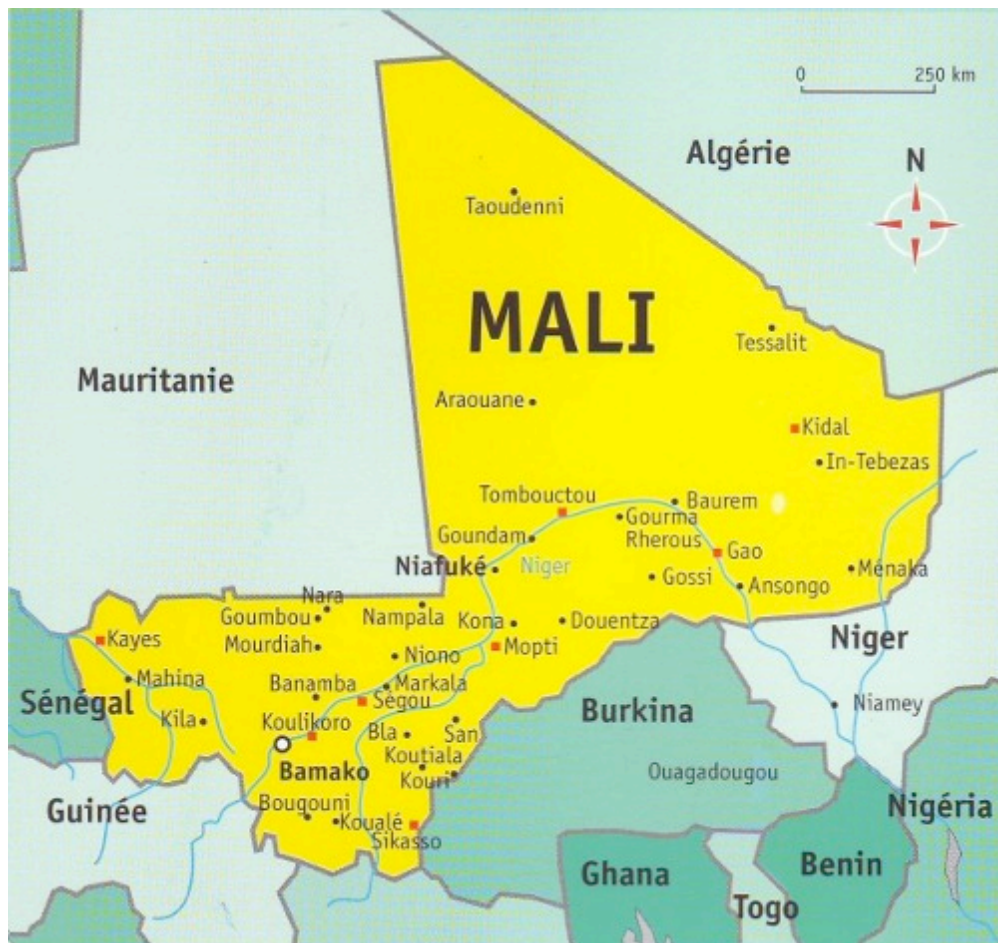 0 250 km
Algérie
N
Taoudenni
MALI
Tessalit
Mauritanie
Araouane
Kidal
In-Tebezas
Tombouctou
Baurem
Gourma
Rherous
Goundam
Gao
Niafuké
Niger
Gossi
Ansongo
Ménaka
Nara
Goumbou
Nampala
Kona
Douentza
Kayes
Mourdiah
Niono
Mopti
Niger
Mahina
Banamba
Markala
Sénégal
Ségou
Niamey
Kila
Koulikoro
Bla
San
Burkina
Koutiala
Bamako
Kouri
Ouagadougou
Guinée
Bougouni
Koualé
Sikasso
Nigéria
Ghana
Benin
Togo